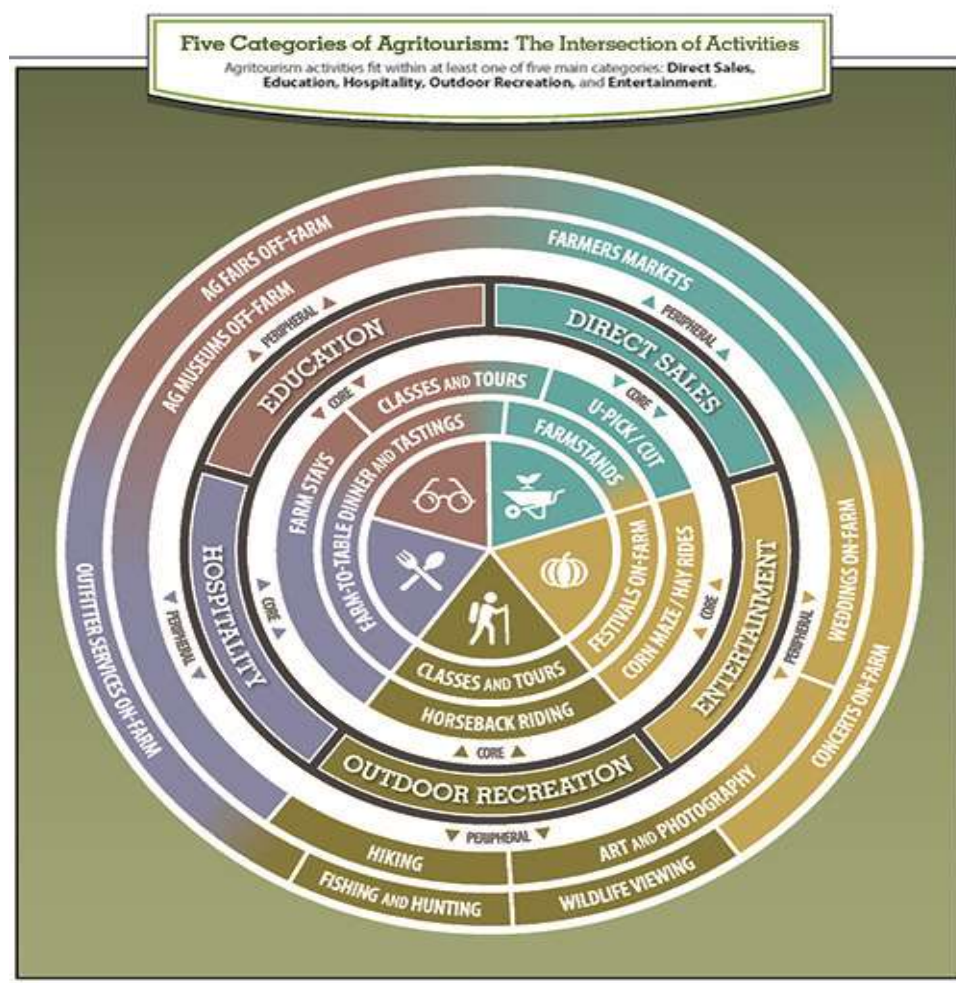 Five Categories of Agritourism: The Intersection of Activities
Agritourism activities fit within at least one of five main categories: Direct Sales,
Education, Hospitality, Outdoor Recreation, and Entertainment.
AG FAIRS OFF-FARM
AG MUSEUMS OFF-FARM
FARMERS MARKETS
PERIPHERAL
PERIPHERAL
EDUCATION
DIRECT SALES
CORE
CORE
CLASSES AND TOURS
U-PICK / CUT
FARM STAYS
FARM-TO-TABLE DINNER AND TASTINGS
FARMSTANDS
HOSPITALITY
CORE
PERIPHERAL
OUTFITTER SERVICES ON-FARM
FESTIVALS ON-FARM
CORN MAZE / HAY RIDES
CORE
ENTERTAINMENT
PERIPHERAL
WEDDINGS ON-FARM
CONCERTS ON-FARM
CLASSES AND TOURS
HORSEBACK RIDING
CORE
OUTDOOR RECREATION
PERIPHERAL
HIKING
ART AND PHOTOGRAPHY
FISHING AND HUNTING
WILDLIFE VIEWING